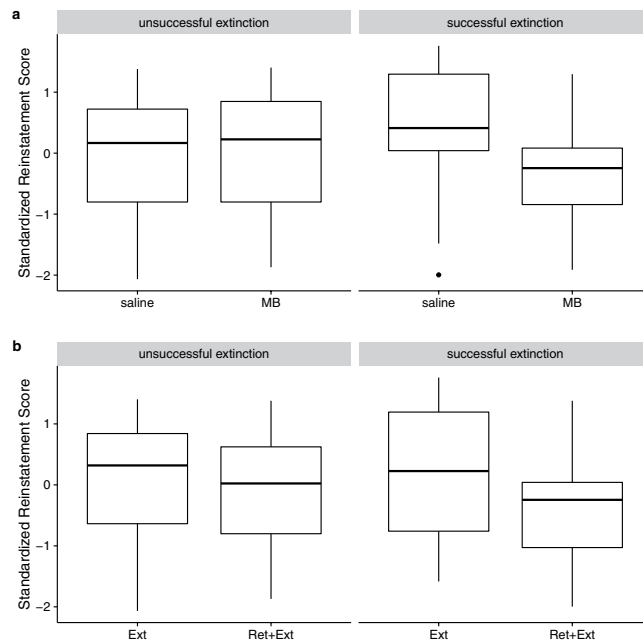 a
unsuccessful extinction successful extinction
Standardized Reinstatement Score
1
0
−1
−2
saline MB saline MB
b
unsuccessful extinction successful extinction
Standardized Reinstatement Score
1
0
−1
−2
Ext Ret+Ext Ext Ret+Ext